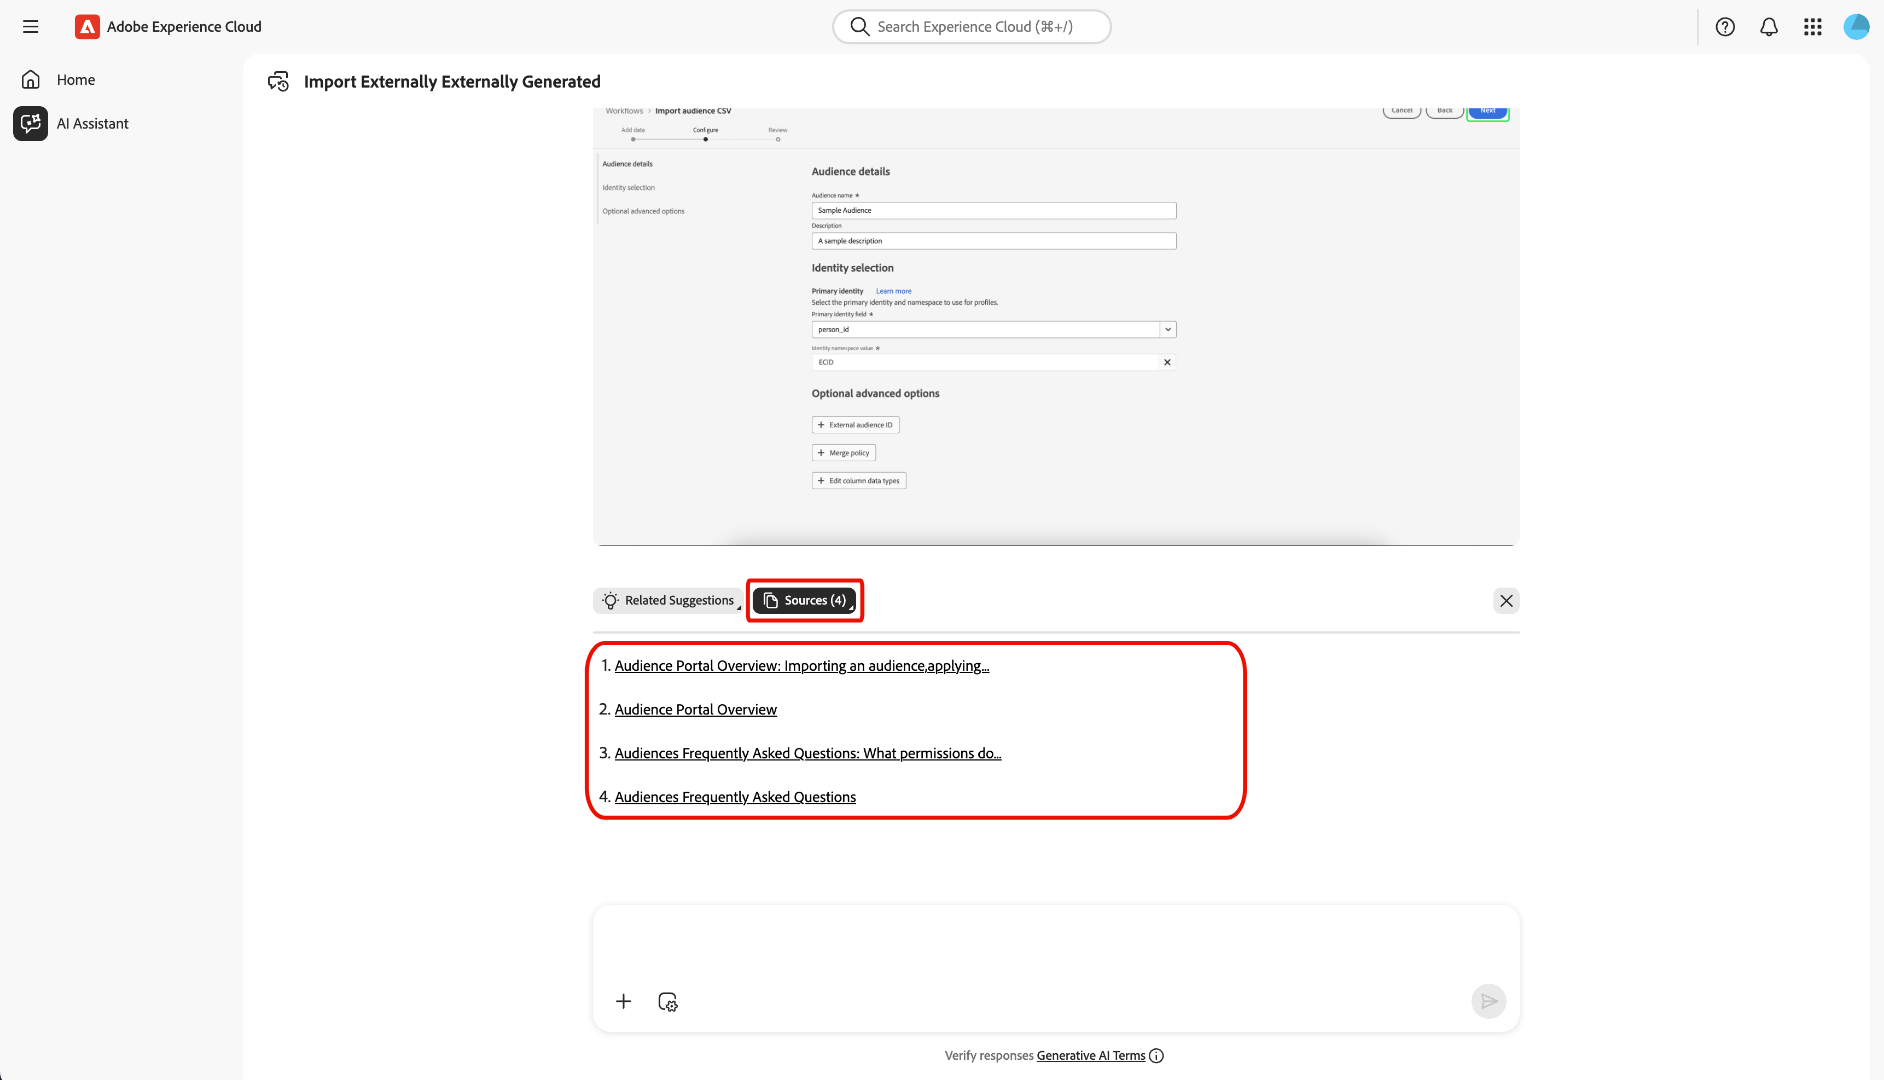 Adobe Experience Cloud
Search Experience Cloud (⌘+/)
Home
AI Assistant
Import Externally Externally Generated
Workflows > Import audience CSV
Cancel
Back
Next
Add data
Configure
Review
Audience details
Identity selection
Optional advanced options
Audience details
Audience name *
Sample Audience
Description
A sample description
Identity selection
Primary identity Learn more
Select the primary identity and namespace to use for profiles.
Primary identity field *
person_id
Identity namespace value *
ECID
Optional advanced options
+ External audience ID
+ Merge policy
+ Edit column data types
Related Suggestions
Sources (4)
1. Audience Portal Overview: Importing an audience,applying...
2. Audience Portal Overview
3. Audiences Frequently Asked Questions: What permissions do...
4. Audiences Frequently Asked Questions
Verify responses Generative AI Terms